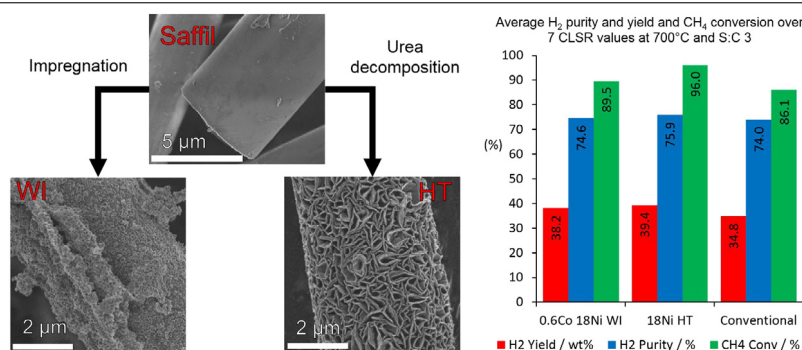 Saffil
Impregnation
Urea
decomposition
5 µm
WI
2 µm
HT
2 µm
Average H₂ purity and yield and CH₄ conversion over
7 CLSR values at 700°C and S:C 3
(%)
100
90
80
70
60
50
40
30
20
10
0
38.2
74.6
89.5
39.4
75.9
96.0
34.8
74.0
86.1
0.6Co 18Ni WI
18Ni HT
Conventional
H2 Yield / wt%
H2 Purity / %
CH4 Conv / %